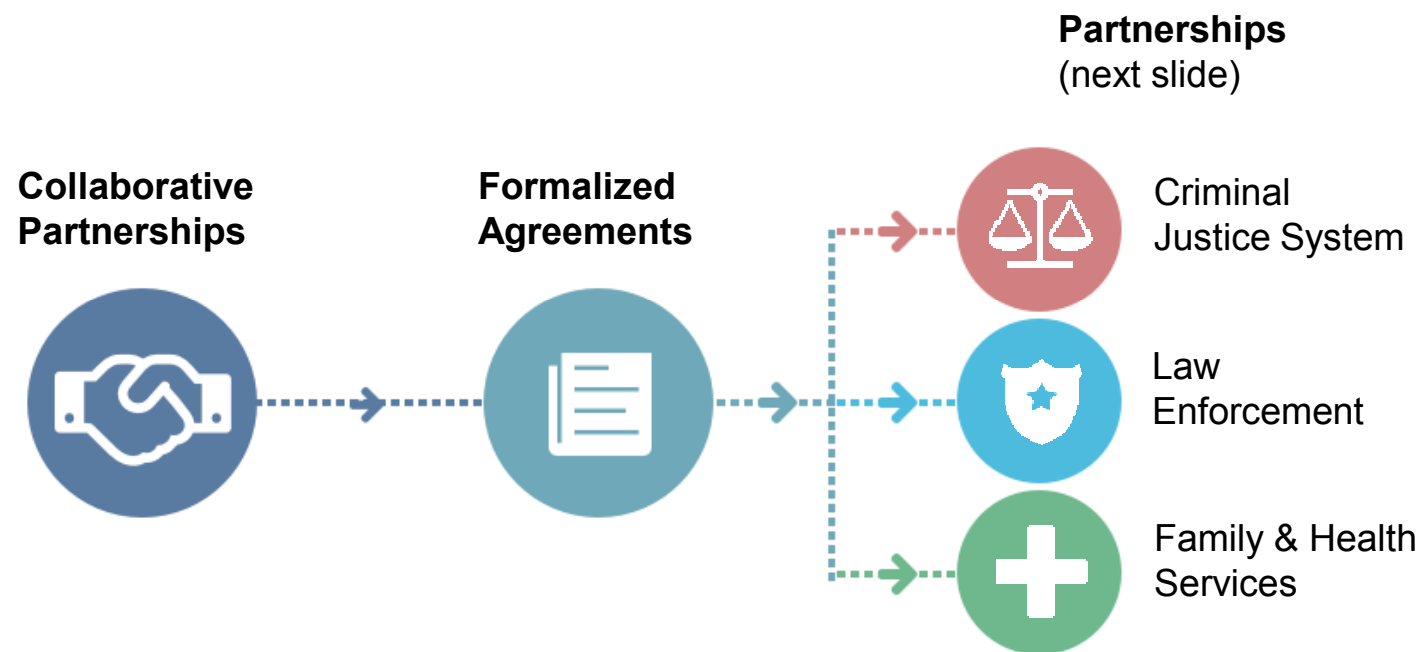 Partnerships
(next slide)
Collaborative
Partnerships
Formalized
Agreements
Criminal
Justice System
Law
Enforcement
Family & Health
Services